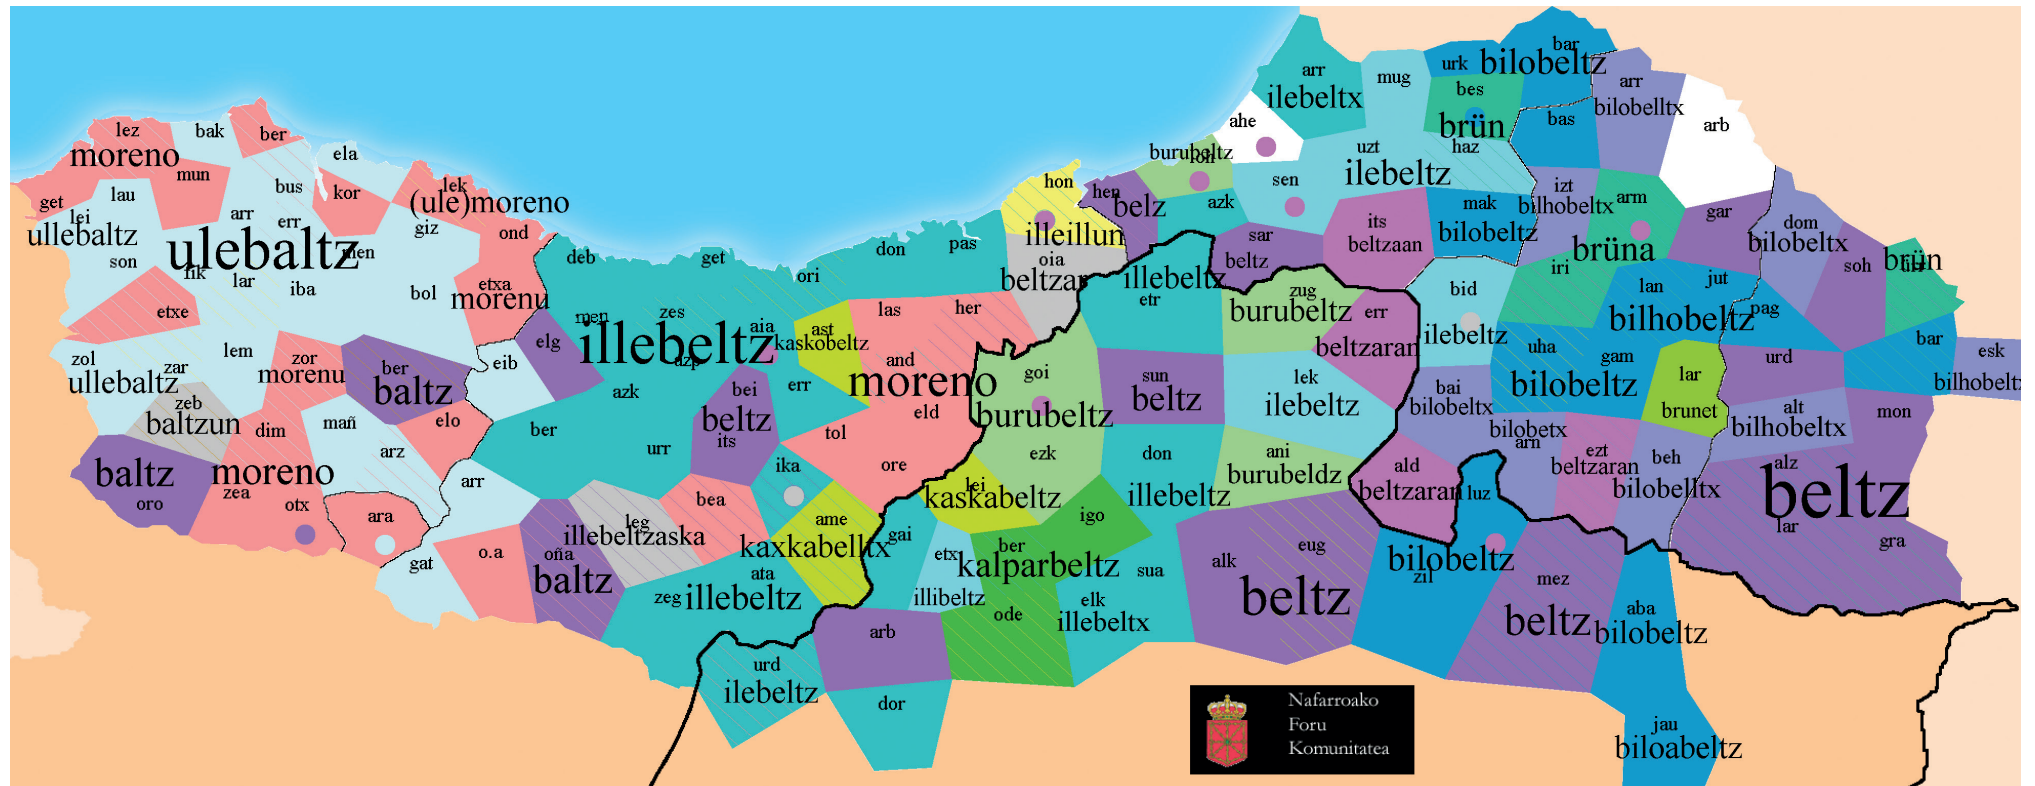 bar
bilobeltz
urk
arr
mug
arr
ilebeltx
bes
bilobelltx
ahe
brün
bas
arb
lez
bak
ber
moreno
ela
burubeltz
uzt
haz
ilebeltz
mun
bus
kor
hon
hen
sen
izt
arm
lau
lek
(ule)moreno
belz
azk
mak
bilhobeltx
get
lei
arr
err
giz
ond
illeillun
its
bilobeltz
gar
dom
ullebaltz
ulebaltz
men
don
pas
sar
beltzaan
brüna
bilobeltx
son
fik
lar
iba
deb
get
ori
oia
beltz
iri
soh
brün
bol
etxa
morenu
beltzar
illebeltz
etr
zug
burubeltz
bid
lan
jut
etxe
men
zes
las
her
err
bilhobeltz
pag
illebeltz
aia
ast
kaskobeltz
beltzaran
ilebeltz
zol
zar
lem
zor
morenu
elg
azp
and
uha
gam
bar
esk
ullebaltz
ber
baltz
eib
azk
bei
err
moreno
goi
sun
lek
bai
bilobeltz
lar
urd
bilhobeltz
zeb
baltzun
dim
mañ
elo
beltz
its
eld
burubeltz
beltz
ilebeltz
bilobeltx
brunet
alt
mon
bilhobeltx
ber
urr
tol
bilobetx
arn
baltz
moreno
arz
ika
ore
ezk
don
ani
burubeldz
ald
ezt
beltzaran
beh
alz
beltz
oro
zea
otx
arr
bea
lei
kaskabeltz
illebeltz
beltzaran
luz
bilobelltx
ara
leg
illebeltzaska
ame
igo
lar
gra
gat
o.a
oña
baltz
kaxkabelltx
gai
etx
ber
kalparbeltz
sua
alk
eug
bilobeltz
zil
mez
ata
zeg
illebeltz
illibeltz
ode
elk
illebeltx
beltz
beltz
aba
bilobeltz
arb
urd
ilebeltz
dor
jau
biloabeltz
Nafarroako
Foru
Komunitatea